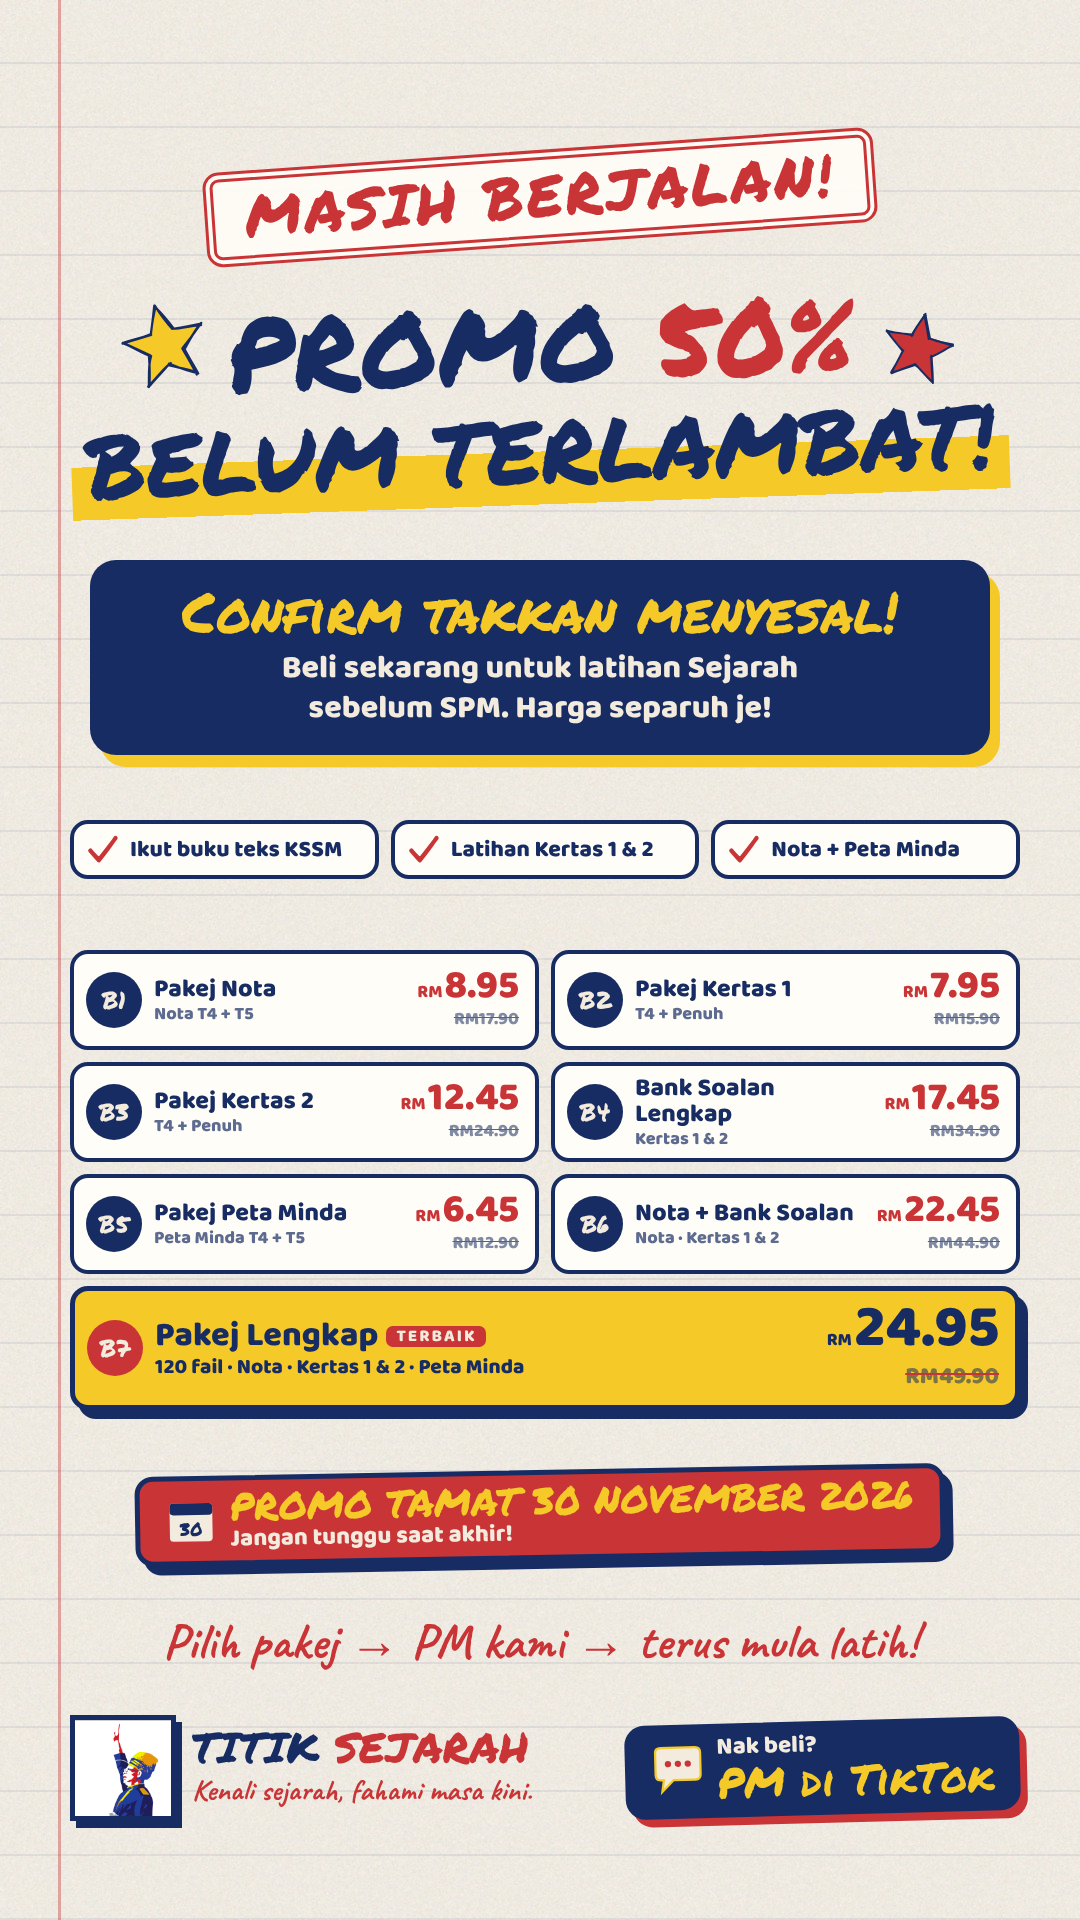 MASIH BERJALAN!
PROMO 50%
BELUM TERLAMBAT!
Confirm takkan menyesal!
Beli sekarang untuk latihan Sejarah
sebelum SPM. Harga separuh je!
Ikut buku teks KSSM
Latihan Kertas 1 & 2
Nota + Peta Minda
B1 Pakej Nota RM8.95
Nota T4 + T5 RM17.90
B2 Pakej Kertas 1 RM7.95
T4 + Penuh RM15.90
B3 Pakej Kertas 2 RM12.45
T4 + Penuh RM24.90
B4 Bank Soalan
Lengkap RM17.45
Kertas 1 & 2 RM34.90
B5 Pakej Peta Minda RM6.45
Peta Minda T4 + T5 RM12.90
B6 Nota + Bank Soalan RM22.45
Nota · Kertas 1 & 2 RM44.90
B7 Pakej Lengkap TERBAIK RM24.95
120 fail · Nota · Kertas 1 & 2 · Peta Minda RM49.90
30
PROMO TAMAT 30 NOVEMBER 2026
Jangan tunggu saat akhir!
Pilih pakej → PM kami → terus mula latih!
TITIK SEJARAH
Kenali sejarah, fahami masa kini.
Nak beli?
PM di TikTok